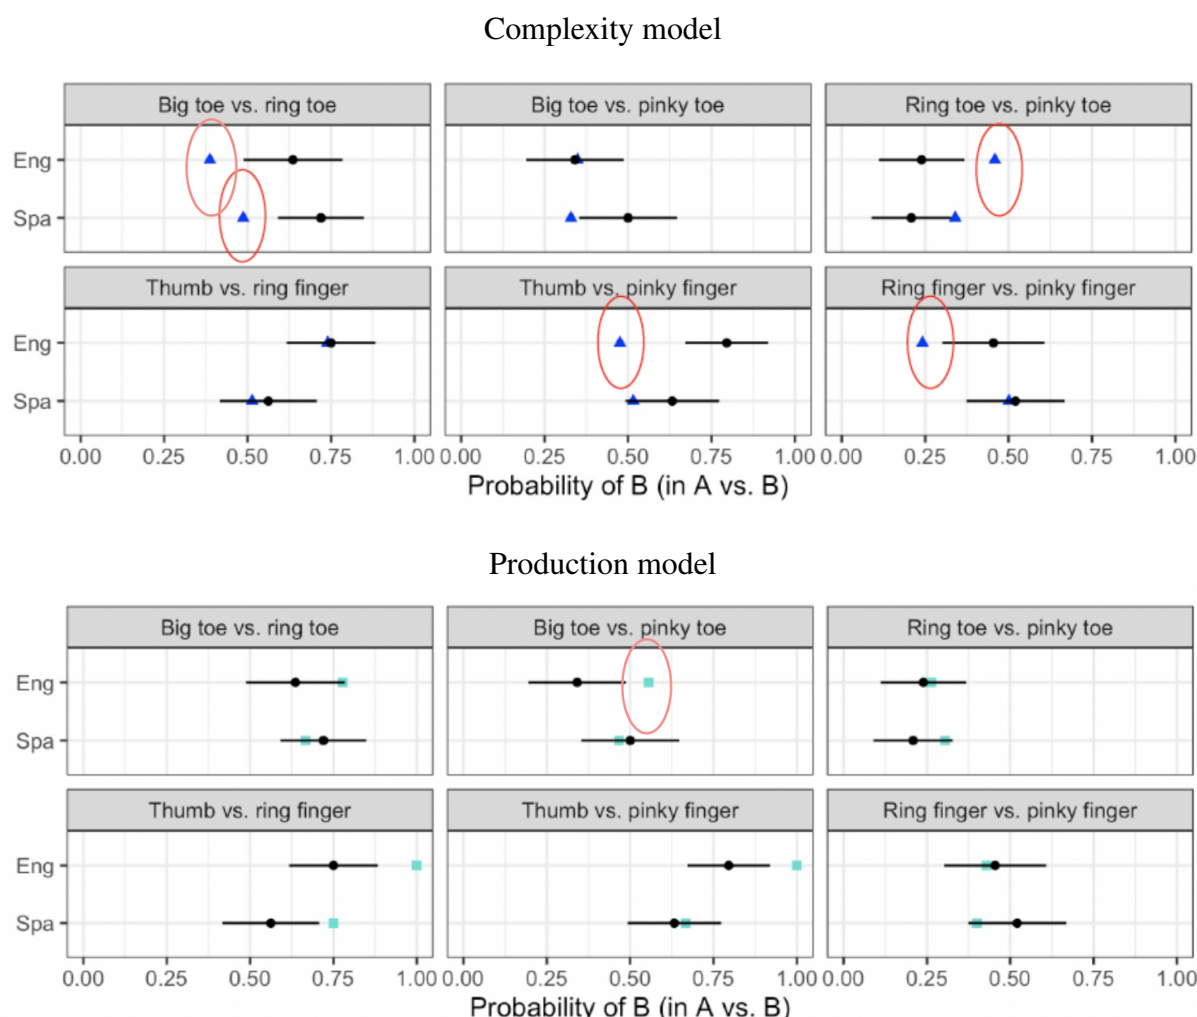 Complexity model
Big toe vs. ring toe Big toe vs. pinky toe Ring toe vs. pinky toe
Eng
Spa
Thumb vs. ring finger Thumb vs. pinky finger Ring finger vs. pinky finger
Eng
Spa
0.00 0.25 0.50 0.75 1.00 0.00 0.25 0.50 0.75 1.00 0.00 0.25 0.50 0.75 1.00
Probability of B (in A vs. B)
Production model
Big toe vs. ring toe Big toe vs. pinky toe Ring toe vs. pinky toe
Eng
Spa
Thumb vs. ring finger Thumb vs. pinky finger Ring finger vs. pinky finger
Eng
Spa
0.00 0.25 0.50 0.75 1.00 0.00 0.25 0.50 0.75 1.00 0.00 0.25 0.50 0.75 1.00
Probability of B (in A vs. B)